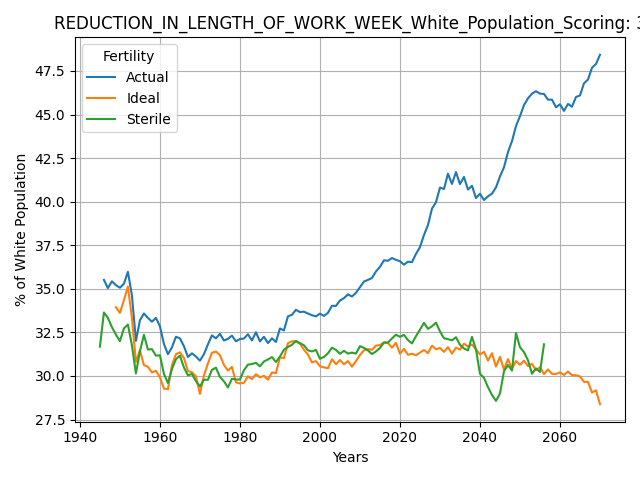 REDUCTION_IN_LENGTH_OF_WORK_WEEK_White_Population_Scoring: 3
Fertility
Actual
Ideal
Sterile
47.5
45.0
42.5
40.0
37.5
35.0
32.5
30.0
27.5
% of White Population
1940 1960 1980 2000 2020 2040 2060
Years